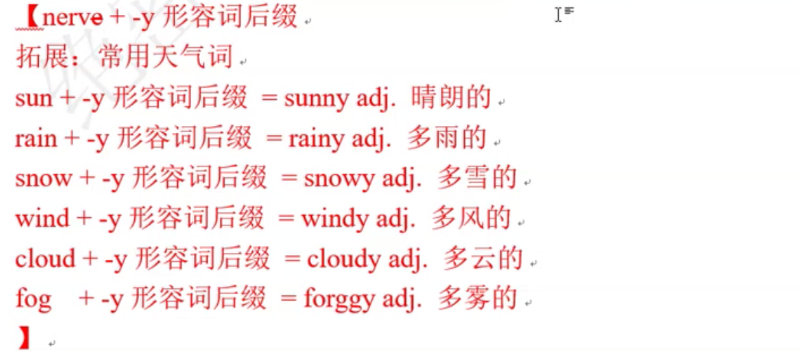 【nerve + -y 形容词后缀
拓展：常用天气词
sun + -y 形容词后缀 = sunny adj. 晴朗的
rain + -y 形容词后缀 = rainy adj. 多雨的
snow + -y 形容词后缀 = snowy adj. 多雪的
wind + -y 形容词后缀 = windy adj. 多风的
cloud + -y 形容词后缀 = cloudy adj. 多云的
fog + -y 形容词后缀 = forggy adj. 多雾的
】